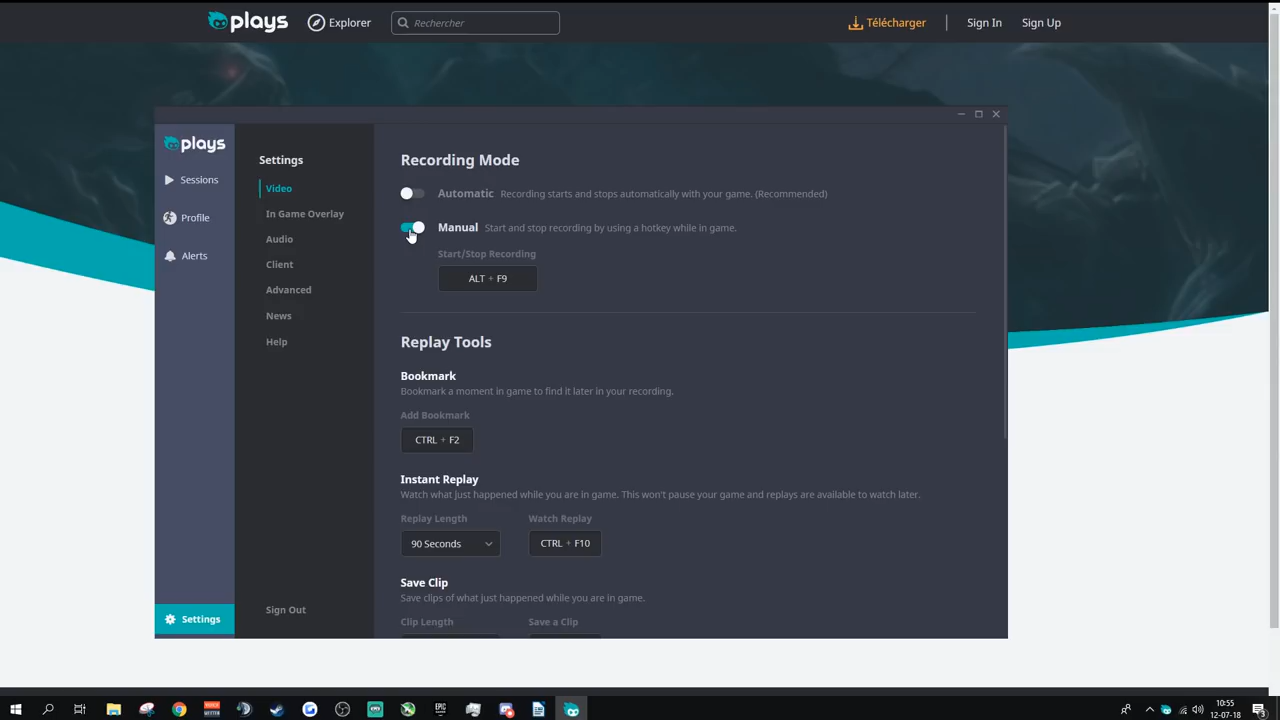 plays Explorer Rechercher Télécharger Sign In Sign Up
plays
Sessions
Profile
Alerts
Settings
Settings
Video
In Game Overlay
Audio
Client
Advanced
News
Help
Sign Out
Recording Mode
Automatic Recording starts and stops automatically with your game. (Recommended)
Manual Start and stop recording by using a hotkey while in game.
Start/Stop Recording
ALT + F9
Replay Tools
Bookmark
Bookmark a moment in game to find it later in your recording.
Add Bookmark
CTRL + F2
Instant Replay
Watch what just happened while you are in game. This won't pause your game and replays are available to watch later.
Replay Length Watch Replay
90 Seconds CTRL + F10
Save Clip
Save clips of what just happened while you are in game.
Clip Length Save a Clip
EPIC
10:55
12-07-18